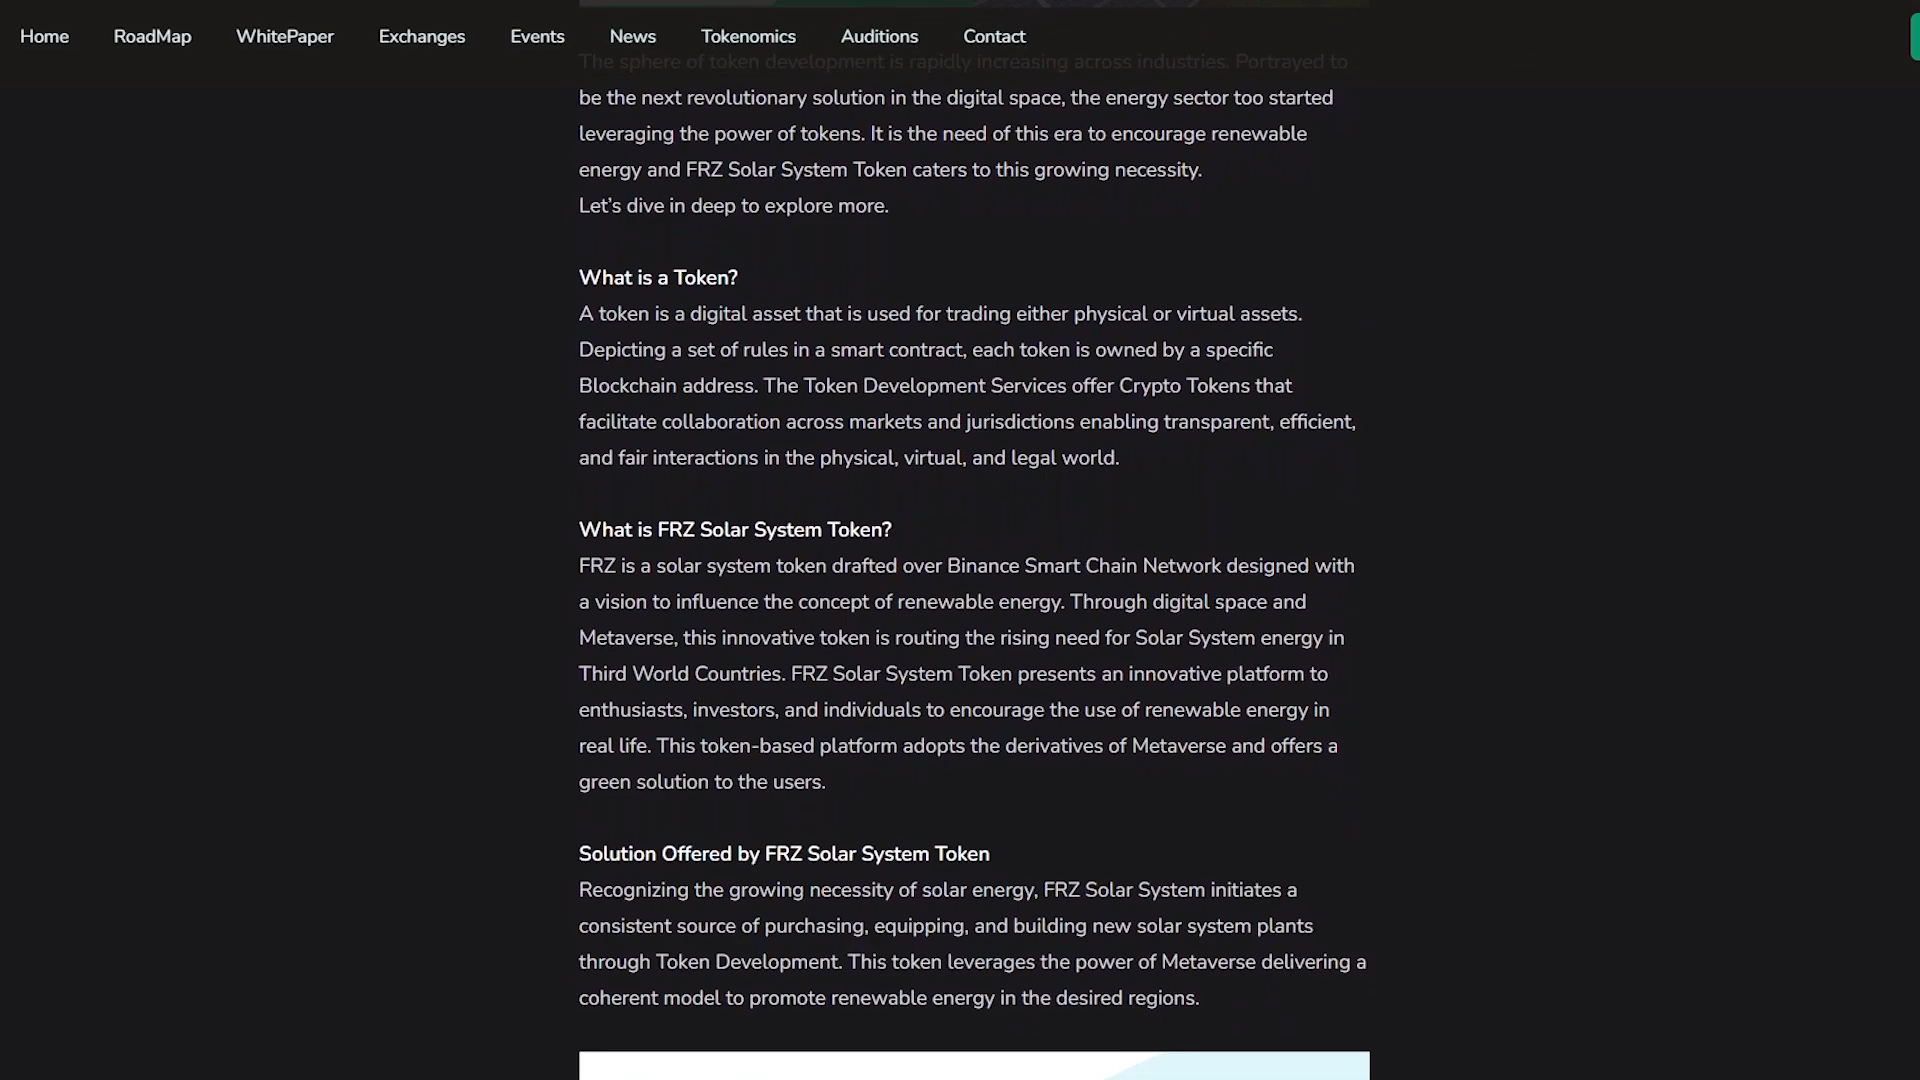 Home RoadMap WhitePaper Exchanges Events News Tokenomics Auditions Contact
The sphere of token development is rapidly increasing across industries. Portrayed to
be the next revolutionary solution in the digital space, the energy sector too started
leveraging the power of tokens. It is the need of this era to encourage renewable
energy and FRZ Solar System Token caters to this growing necessity.
Let’s dive in deep to explore more.
What is a Token?
A token is a digital asset that is used for trading either physical or virtual assets.
Depicting a set of rules in a smart contract, each token is owned by a specific
Blockchain address. The Token Development Services offer Crypto Tokens that
facilitate collaboration across markets and jurisdictions enabling transparent, efficient,
and fair interactions in the physical, virtual, and legal world.
What is FRZ Solar System Token?
FRZ is a solar system token drafted over Binance Smart Chain Network designed with
a vision to influence the concept of renewable energy. Through digital space and
Metaverse, this innovative token is routing the rising need for Solar System energy in
Third World Countries. FRZ Solar System Token presents an innovative platform to
enthusiasts, investors, and individuals to encourage the use of renewable energy in
real life. This token-based platform adopts the derivatives of Metaverse and offers a
green solution to the users.
Solution Offered by FRZ Solar System Token
Recognizing the growing necessity of solar energy, FRZ Solar System initiates a
consistent source of purchasing, equipping, and building new solar system plants
through Token Development. This token leverages the power of Metaverse delivering a
coherent model to promote renewable energy in the desired regions.